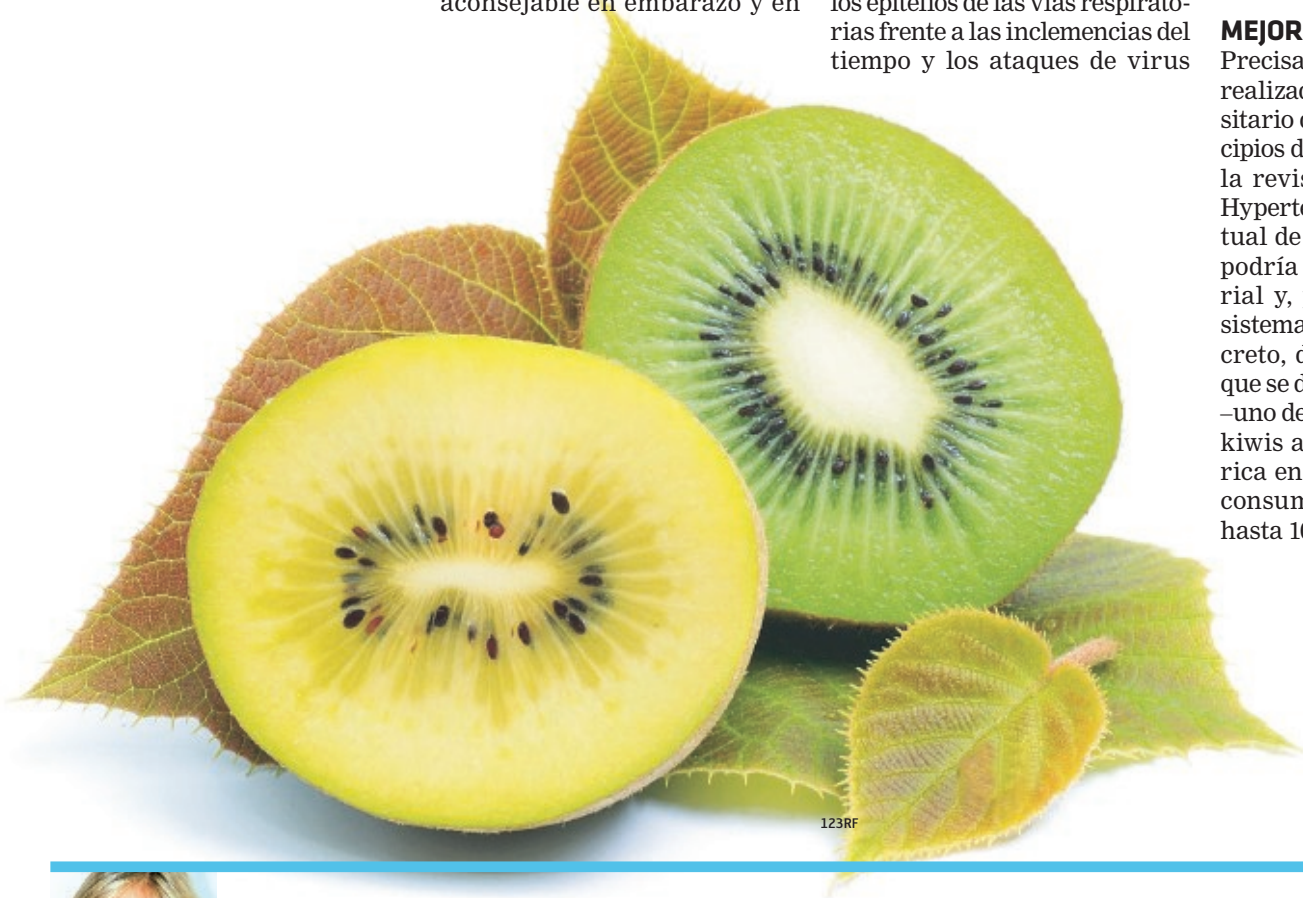 aconsejable en embarazo y en
los epitelios de las vías respirato-
rias frente a las inclemencias del
tiempo y los ataques de virus
MEJOR
Precisa
realizad
sitario
cipios d
la revis
Hyperte
tual de
podría
rial y,
sistema
creto, d
que se d
–uno de
kiwis a
rica en
consum
hasta 10
123RF